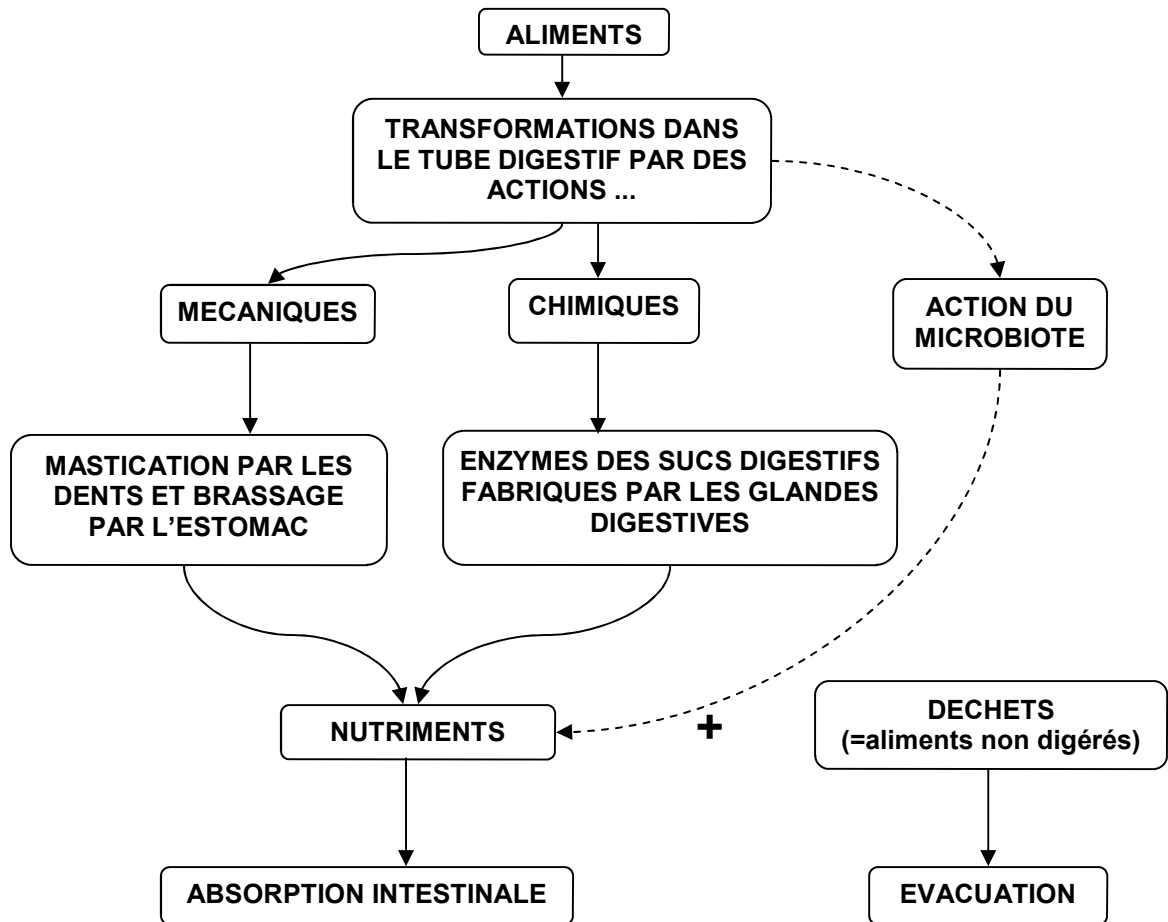 ALIMENTS
TRANSFORMATIONS DANS
LE TUBE DIGESTIF PAR DES
ACTIONS ...
MECANIQUES
CHIMIQUES
ACTION DU
MICROBIOTE
MASTICATION PAR LES
DENTS ET BRASSAGE
PAR L’ESTOMAC
ENZYMES DES SUCS DIGESTIFS
FABRIQUES PAR LES GLANDES
DIGESTIVES
NUTRIMENTS
+
DECHETS
(=aliments non digérés)
ABSORPTION INTESTINALE
EVACUATION